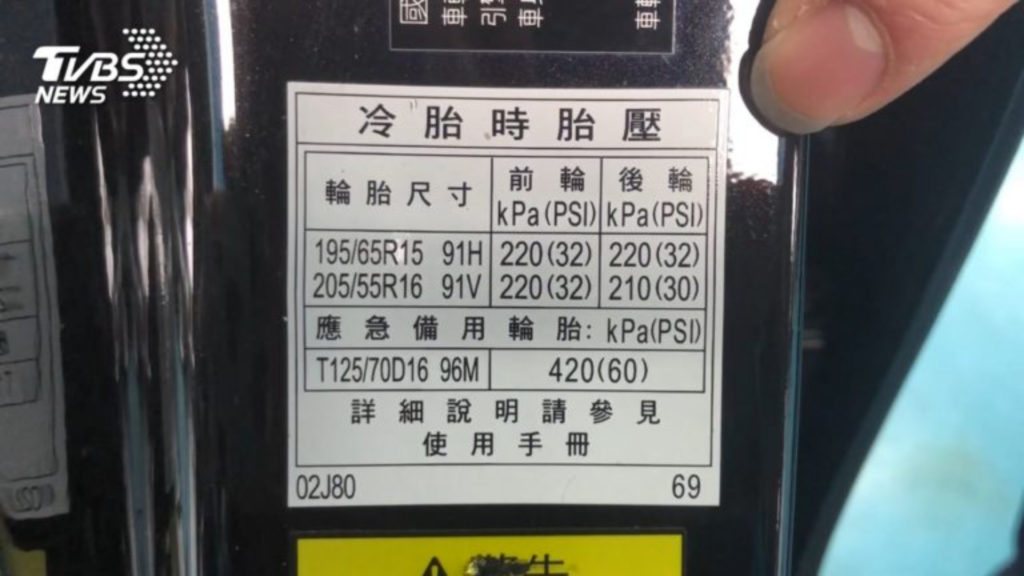 TVBS
NEWS
冷胎時胎壓
輪胎尺寸 前輪 後輪
kPa(PSI) kPa(PSI)
195/65R15 91H 220(32) 220(32)
205/55R16 91V 220(32) 210(30)
應急備用輪胎: kPa(PSI)
T125/70D16 96M 420(60)
詳細說明請參見
使用手冊
02J80 69